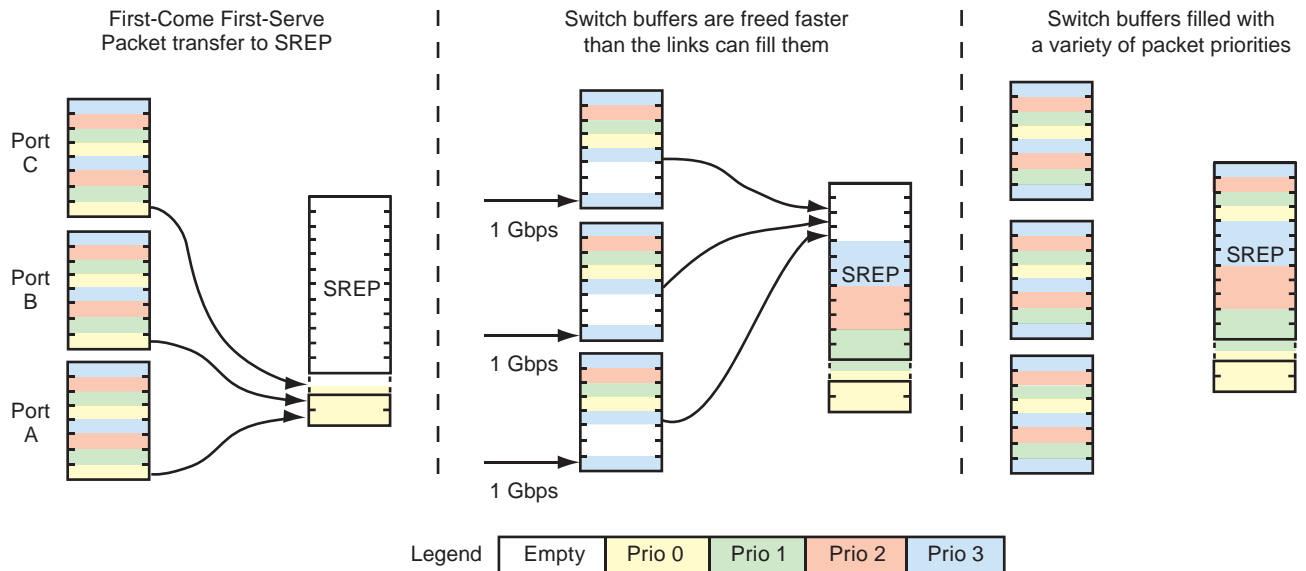 First-Come First-Serve
Packet transfer to SREP
Switch buffers are freed faster
than the links can fill them
Switch buffers filled with
a variety of packet priorities
Port
C
Port
B
Port
A
SREP
1 Gbps
1 Gbps
1 Gbps
SREP
SREP
Legend
Empty
Prio 0
Prio 1
Prio 2
Prio 3